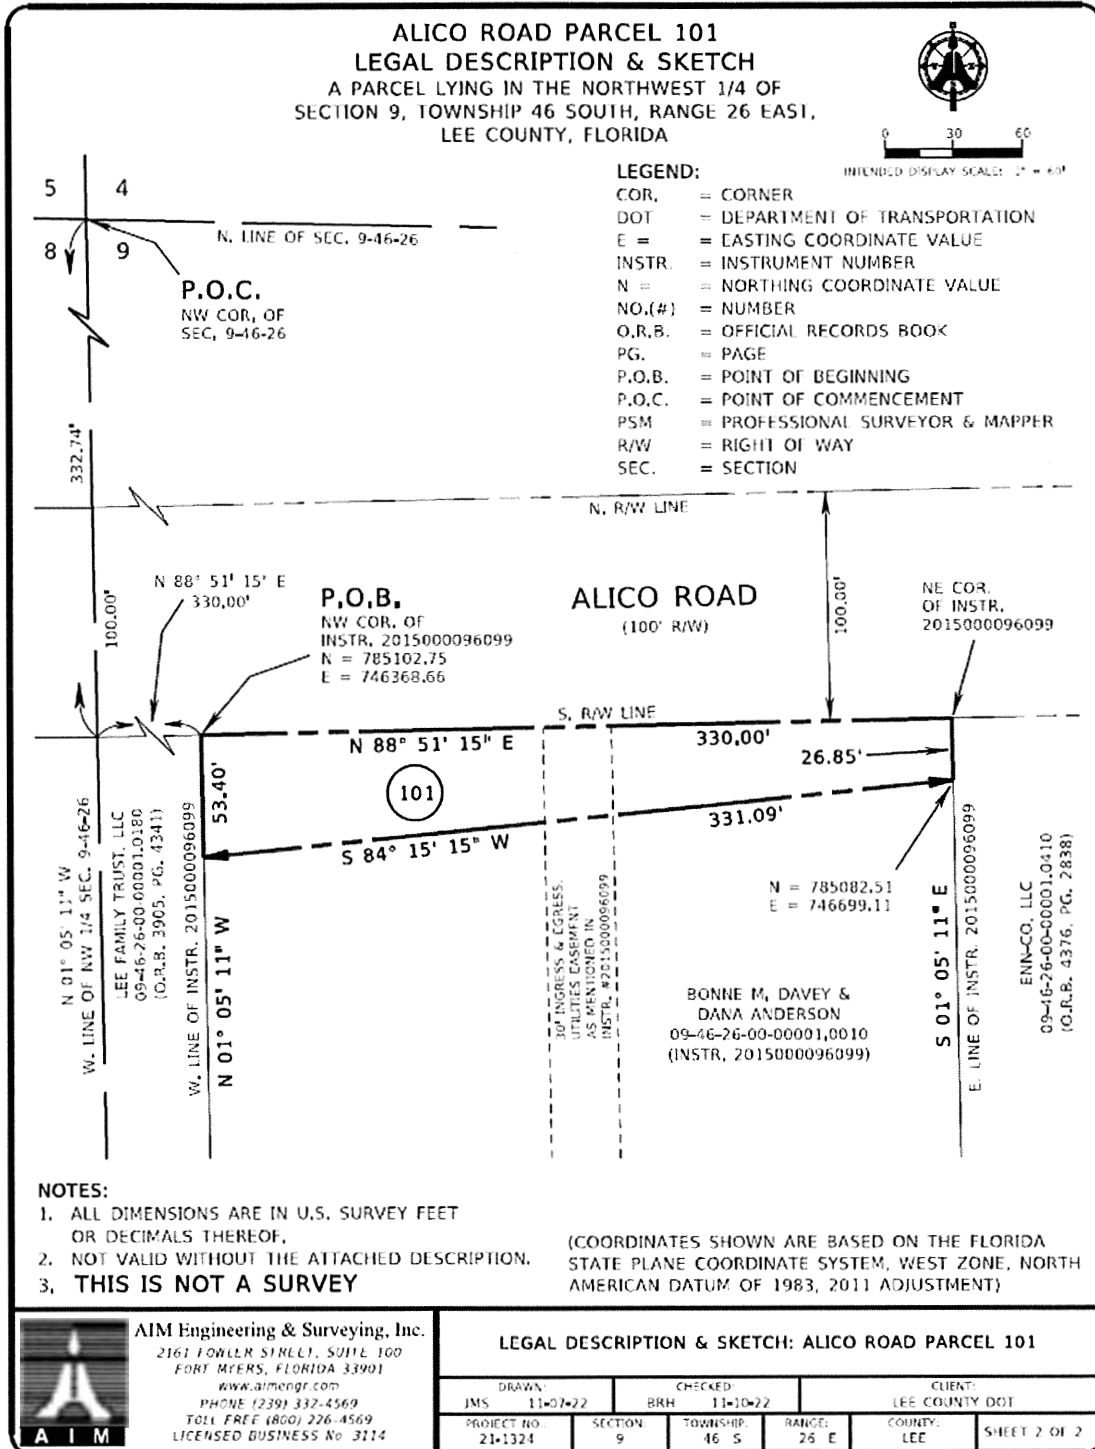 ALICO ROAD PARCEL 101
LEGAL DESCRIPTION & SKETCH
A PARCEL LYING IN THE NORTHWEST 1/4 OF
SECTION 9, TOWNSHIP 46 SOUTH, RANGE 26 EAST,
LEE COUNTY, FLORIDA
0 30 60
INTENDED DISPLAY SCALE: 1" = 60'
LEGEND:
COR. = CORNER
DOT = DEPARTMENT OF TRANSPORTATION
E = = EASTING COORDINATE VALUE
INSTR. = INSTRUMENT NUMBER
N = = NORTHING COORDINATE VALUE
NO.(#) = NUMBER
O.R.B. = OFFICIAL RECORDS BOOK
PG. = PAGE
P.O.B. = POINT OF BEGINNING
P.O.C. = POINT OF COMMENCEMENT
PSM = PROFESSIONAL SURVEYOR & MAPPER
R/W = RIGHT OF WAY
SEC. = SECTION
5 4
8 9
N. LINE OF SEC. 9-46-26
P.O.C.
NW COR. OF
SEC. 9-46-26
332.74'
N. R/W LINE
N 88° 51' 15" E
330.00'
100.00'
P.O.B.
NW COR. OF
INSTR. 2015000096099
N = 785102.75
E = 746368.66
ALICO ROAD
(100' R/W)
100.00'
NE COR.
OF INSTR.
2015000096099
S. R/W LINE
N 88° 51' 15" E
330.00'
26.85'
53.40'
101
S 84° 15' 15" W
331.09'
N = 785082.51
E = 746699.11
N 01° 05' 11" W
W. LINE OF NW 1/4 SEC. 9-46-26
LEE FAMILY TRUST, LLC
09-46-26-00-00001.0180
(O.R.B. 3905, PG. 4341)
W. LINE OF INSTR. 2015000096099
N 01° 05' 11" W
30' INGRESS & EGRESS,
UTILITIES EASEMENT
AS MENTIONED IN
INSTR. #2015000096099
BONNE M. DAVEY &
DANA ANDERSON
09-46-26-00-00001.0010
(INSTR. 2015000096099)
S 01° 05' 11" E
E. LINE OF INSTR. 2015000096099
ENN-CO, LLC
09-46-26-00-00001.0410
(O.R.B. 4376, PG. 2838)
NOTES:
1. ALL DIMENSIONS ARE IN U.S. SURVEY FEET
OR DECIMALS THEREOF.
2. NOT VALID WITHOUT THE ATTACHED DESCRIPTION.
3. THIS IS NOT A SURVEY
(COORDINATES SHOWN ARE BASED ON THE FLORIDA
STATE PLANE COORDINATE SYSTEM, WEST ZONE, NORTH
AMERICAN DATUM OF 1983, 2011 ADJUSTMENT)
AIM
AIM Engineering & Surveying, Inc.
2161 FOWLER STREET, SUITE 100
FORT MYERS, FLORIDA 33901
www.aimengr.com
PHONE (239) 332-4569
TOLL FREE (800) 226-4569
LICENSED BUSINESS No 3114
LEGAL DESCRIPTION & SKETCH: ALICO ROAD PARCEL 101
DRAWN: CHECKED: CLIENT:
JMS 11-07-22 BRH 11-10-22 LEE COUNTY DOT
PROJECT NO. SECTION: TOWNSHIP: RANGE: COUNTY:
21-1324 9 46 S 26 E LEE SHEET 2 OF 2